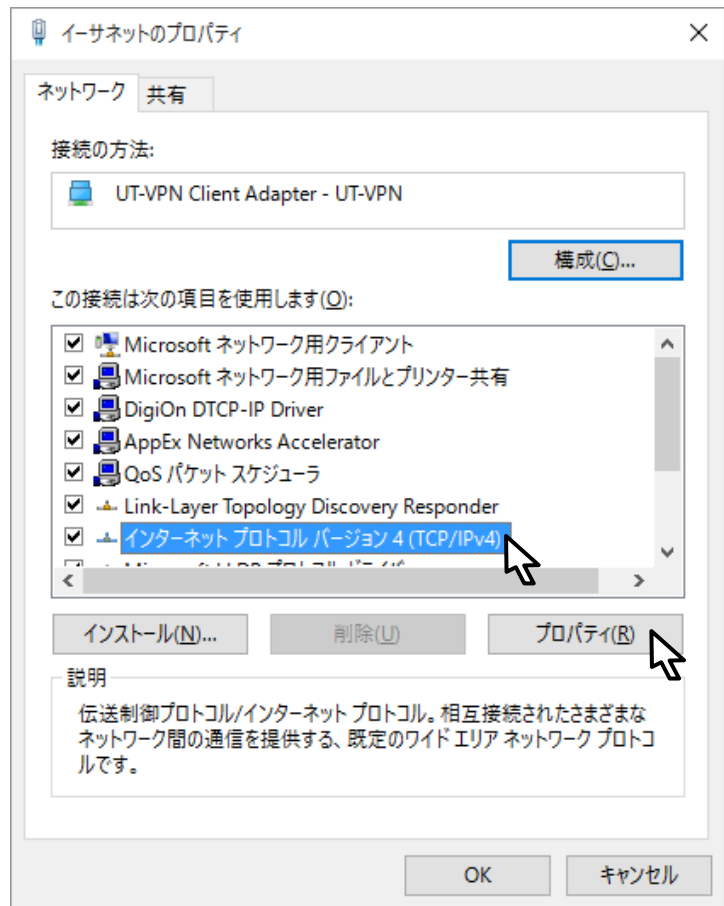 イーサネットのプロパティ
ネットワーク
共有
接続の方法:
UT-VPN Client Adapter - UT-VPN
構成(C)...
この接続は次の項目を使用します(O):
Microsoft ネットワーク用クライアント
Microsoft ネットワーク用ファイルとプリンター共有
DigiOn DTCP-IP Driver
AppEx Networks Accelerator
QoS パケット スケジューラ
Link-Layer Topology Discovery Responder
インターネット プロトコル バージョン 4 (TCP/IPv4)
インストール(N)...
削除(U)
プロパティ(R)
説明
伝送制御プロトコル/インターネット プロトコル。相互接続されたさまざまな
ネットワーク間の通信を提供する、既定のワイド エリア ネットワーク プロトコ
ルです。
OK
キャンセル